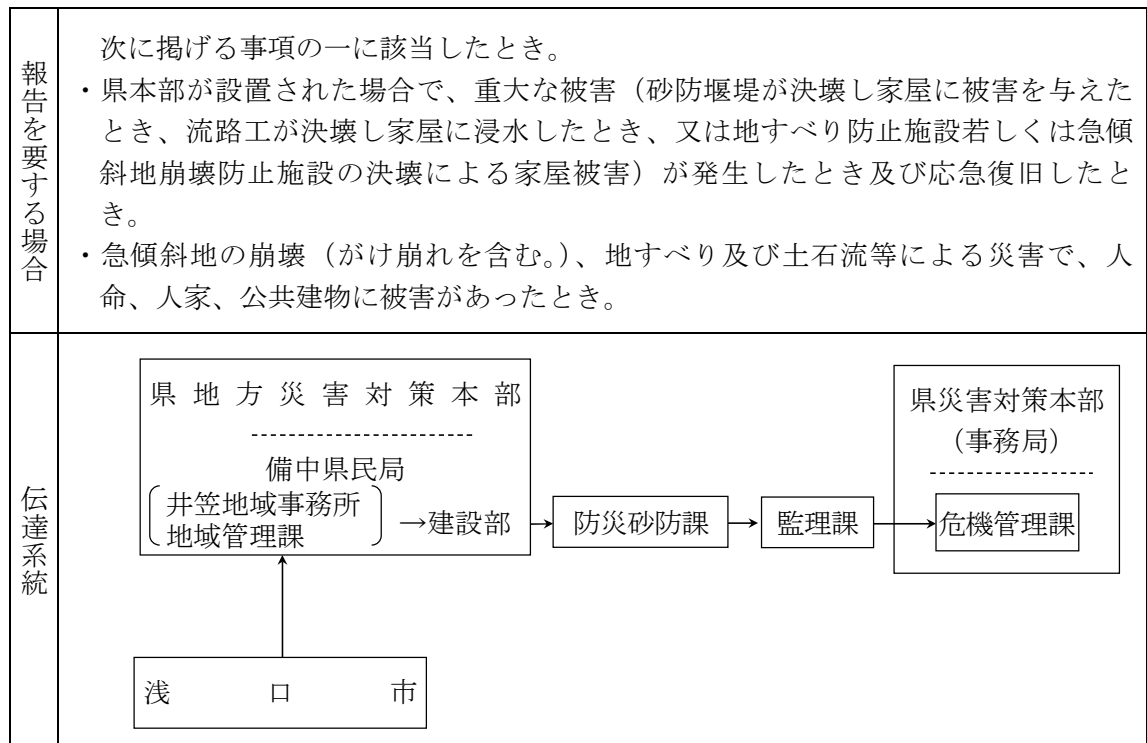 報告を要する場合
次に掲げる事項の一に該当したとき。
・県本部が設置された場合で、重大な被害（砂防堰堤が決壊し家屋に被害を与えた
とき、流路工が決壊し家屋に浸水したとき、又は地すべり防止施設若しくは急傾
斜地崩壊防止施設の決壊による家屋被害）が発生したとき及び応急復旧したと
き。
・急傾斜地の崩壊（がけ崩れを含む。）、地すべり及び土石流等による災害で、人
命、人家、公共建物に被害があったとき。
伝達系統
県地方災害対策本部
備中県民局
井笠地域事務所
地域管理課
→建設部
防災砂防課
監理課
県災害対策本部
（事務局）
危機管理課
浅口市